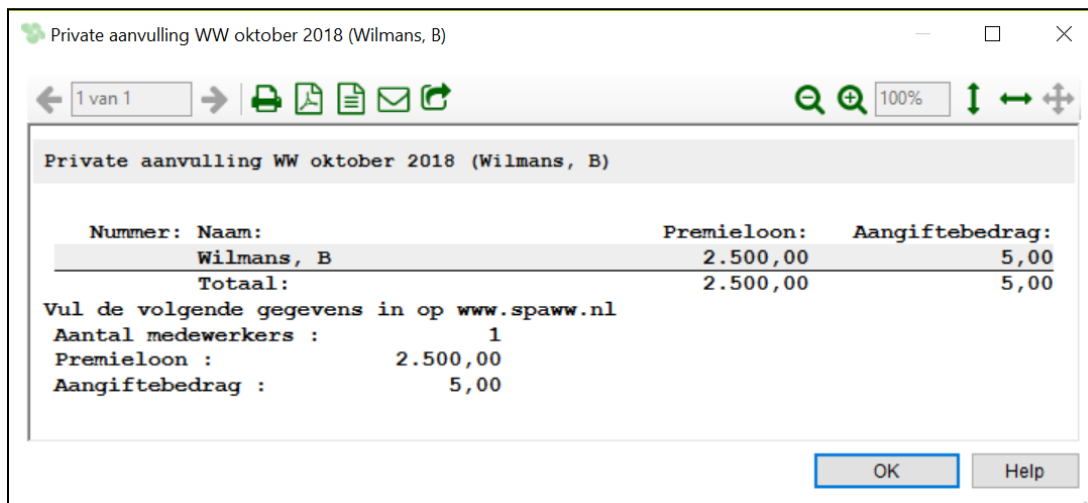 Private aanvulling WW oktober 2018 (Wilmans, B)
1 van 1
100%
Private aanvulling WW oktober 2018 (Wilmans, B)
Nummer: Naam: Premieloon: Aangiftebedrag:
Wilmans, B 2.500,00 5,00
Totaal: 2.500,00 5,00
Vul de volgende gegevens in op www.spaww.nl
Aantal medewerkers : 1
Premieloon : 2.500,00
Aangiftebedrag : 5,00
OK Help